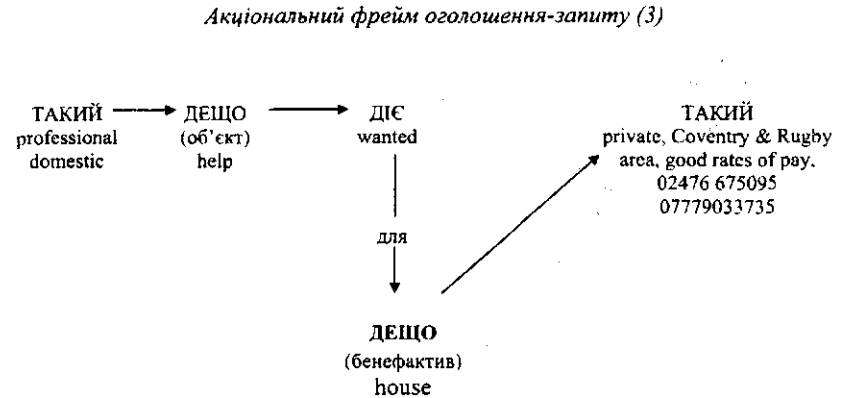 Акціональний фрейм оголошення-запиту (3)
ТАКИЙ
professional
domestic
ДЕЩО
(об'єкт)
help
ДІЄ
wanted
ТАКИЙ
private, Coventry & Rugby
area, good rates of pay,
02476 675095
07779033735
для
ДЕЩО
(бенефактив)
house